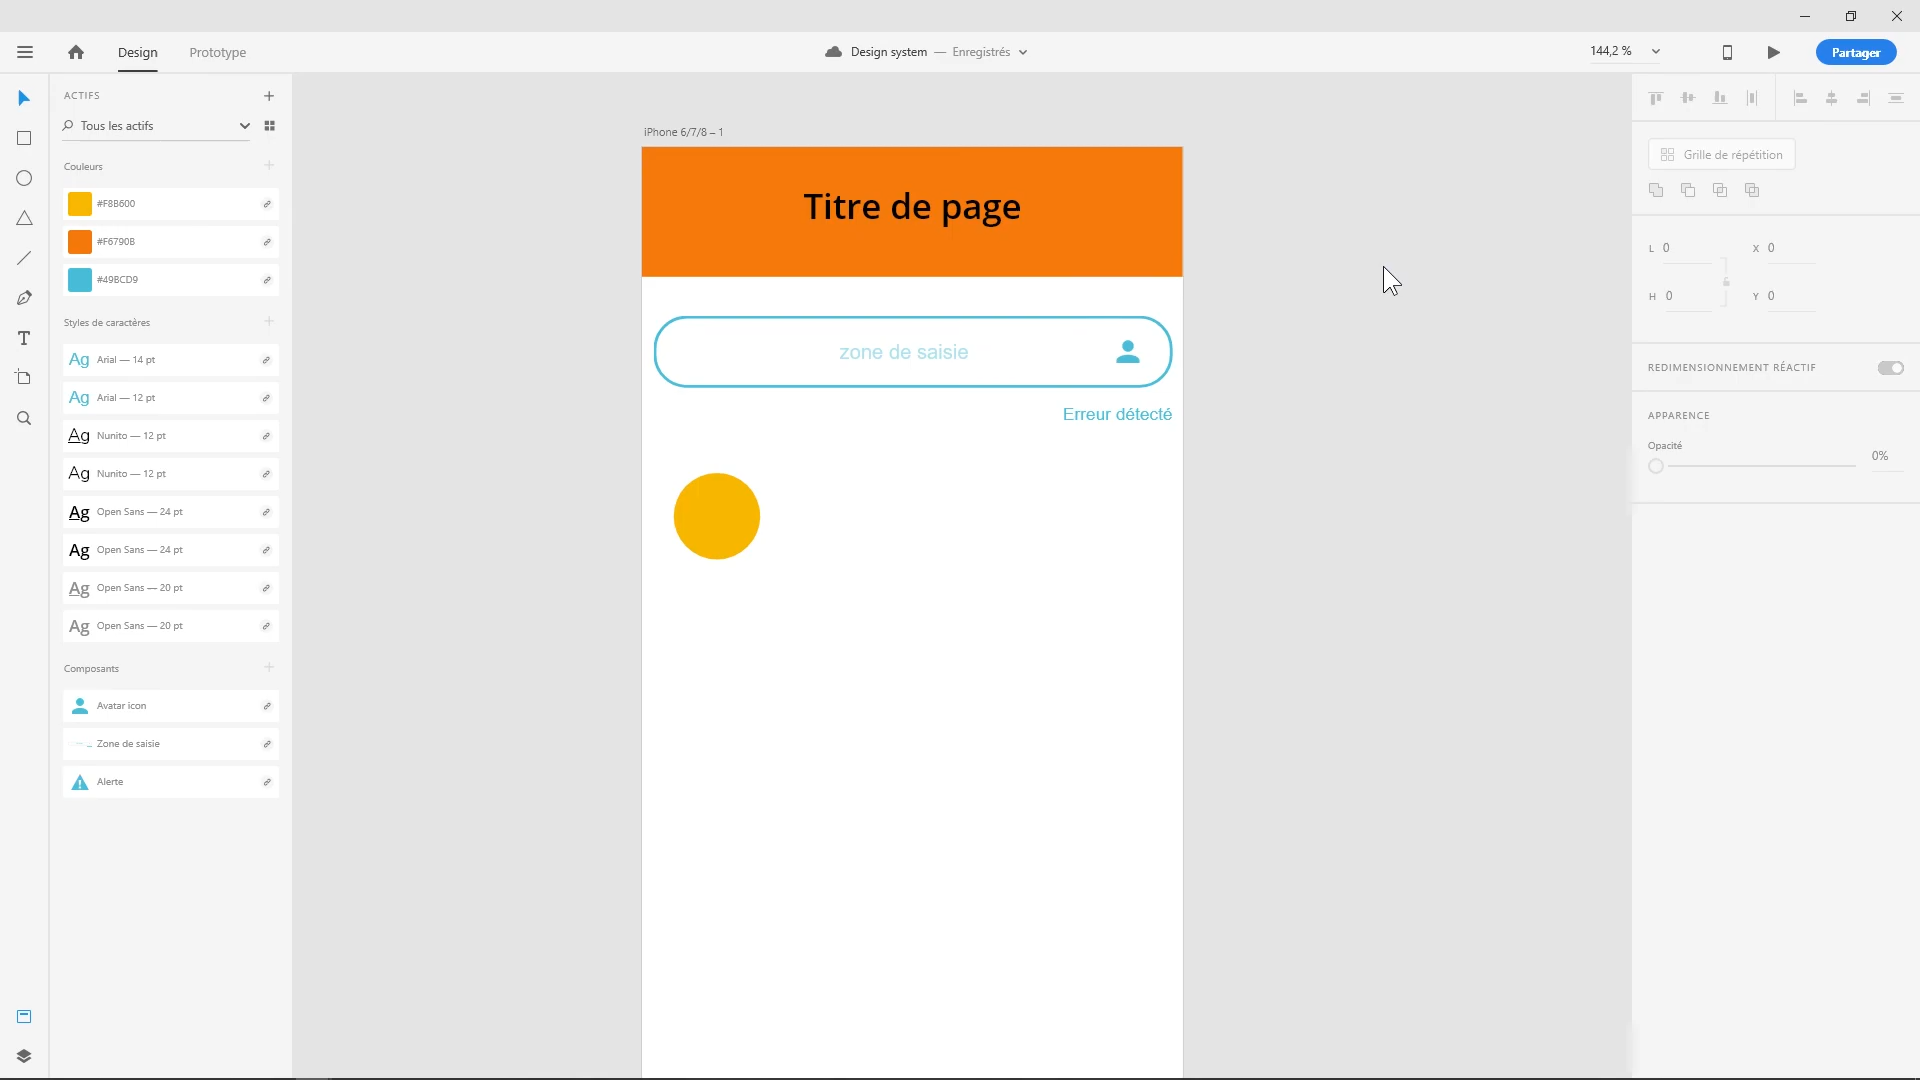 Design
Prototype
Design system — Enregistrés
144,2 %
Partager
ACTIFS
Tous les actifs
Couleurs
#F8B600
#F6790B
#49BCD9
Styles de caractères
Ag Arial — 14 pt
Ag Arial — 12 pt
Ag Nunito — 12 pt
Ag Nunito — 12 pt
Ag Open Sans — 24 pt
Ag Open Sans — 24 pt
Ag Open Sans — 20 pt
Ag Open Sans — 20 pt
Composants
Avatar icon
Zone de saisie
Alerte
iPhone 6/7/8 – 1
Titre de page
zone de saisie
Erreur détecté
Grille de répétition
L 0
X 0
H 0
Y 0
REDIMENSIONNEMENT RÉACTIF
APPARENCE
Opacité
0%